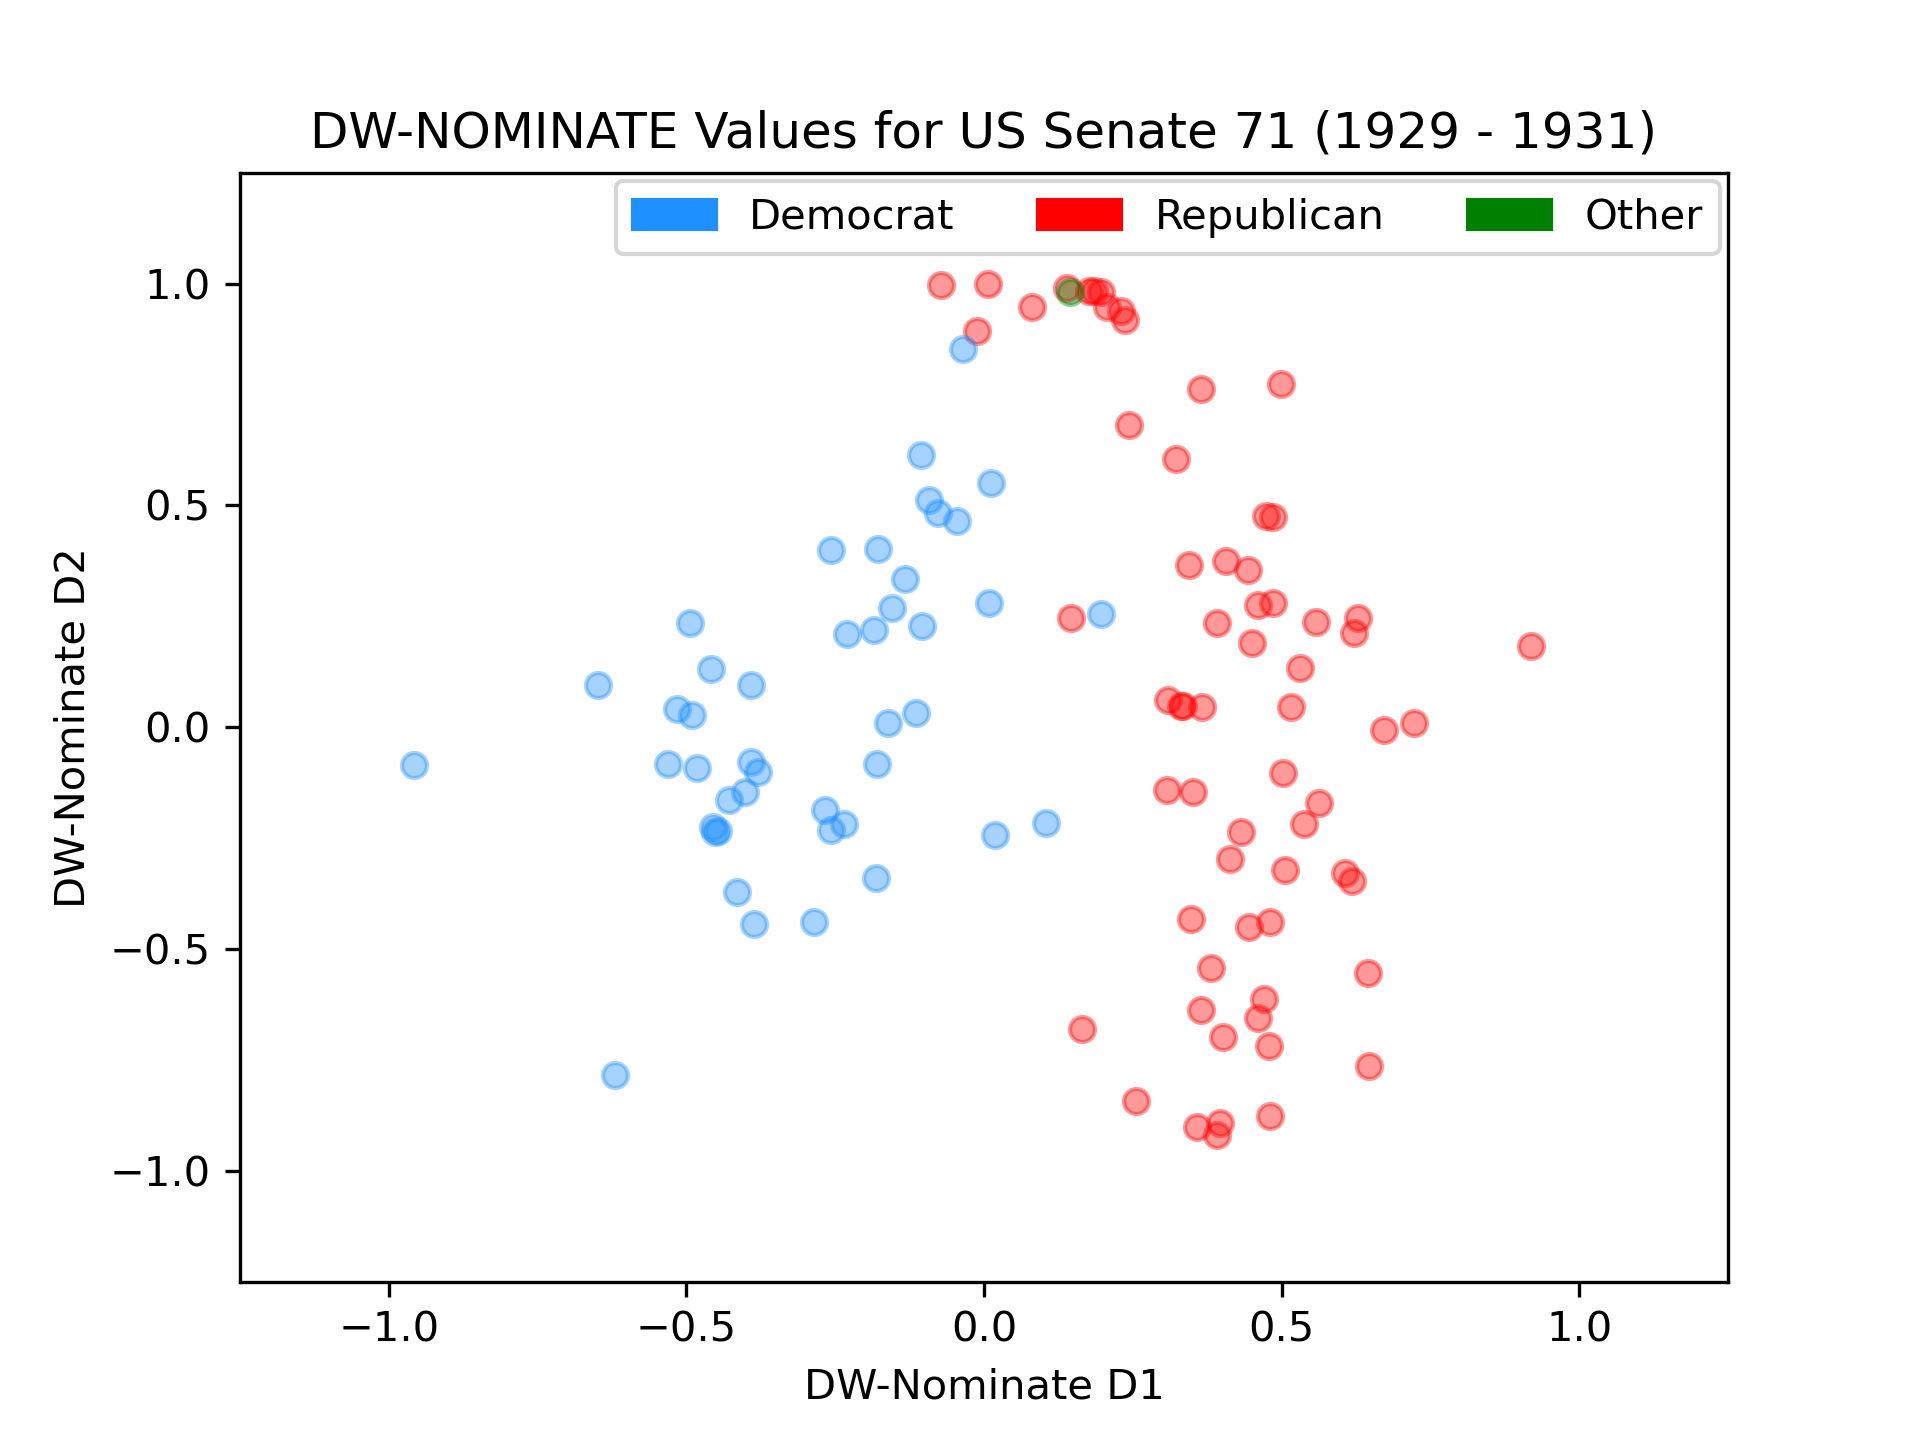 DW-NOMINATE Values for US Senate 71 (1929 - 1931)
Democrat Republican Other
1.0
0.5
0.0
−0.5
−1.0
DW-Nominate D2
−1.0 −0.5 0.0 0.5 1.0
DW-Nominate D1